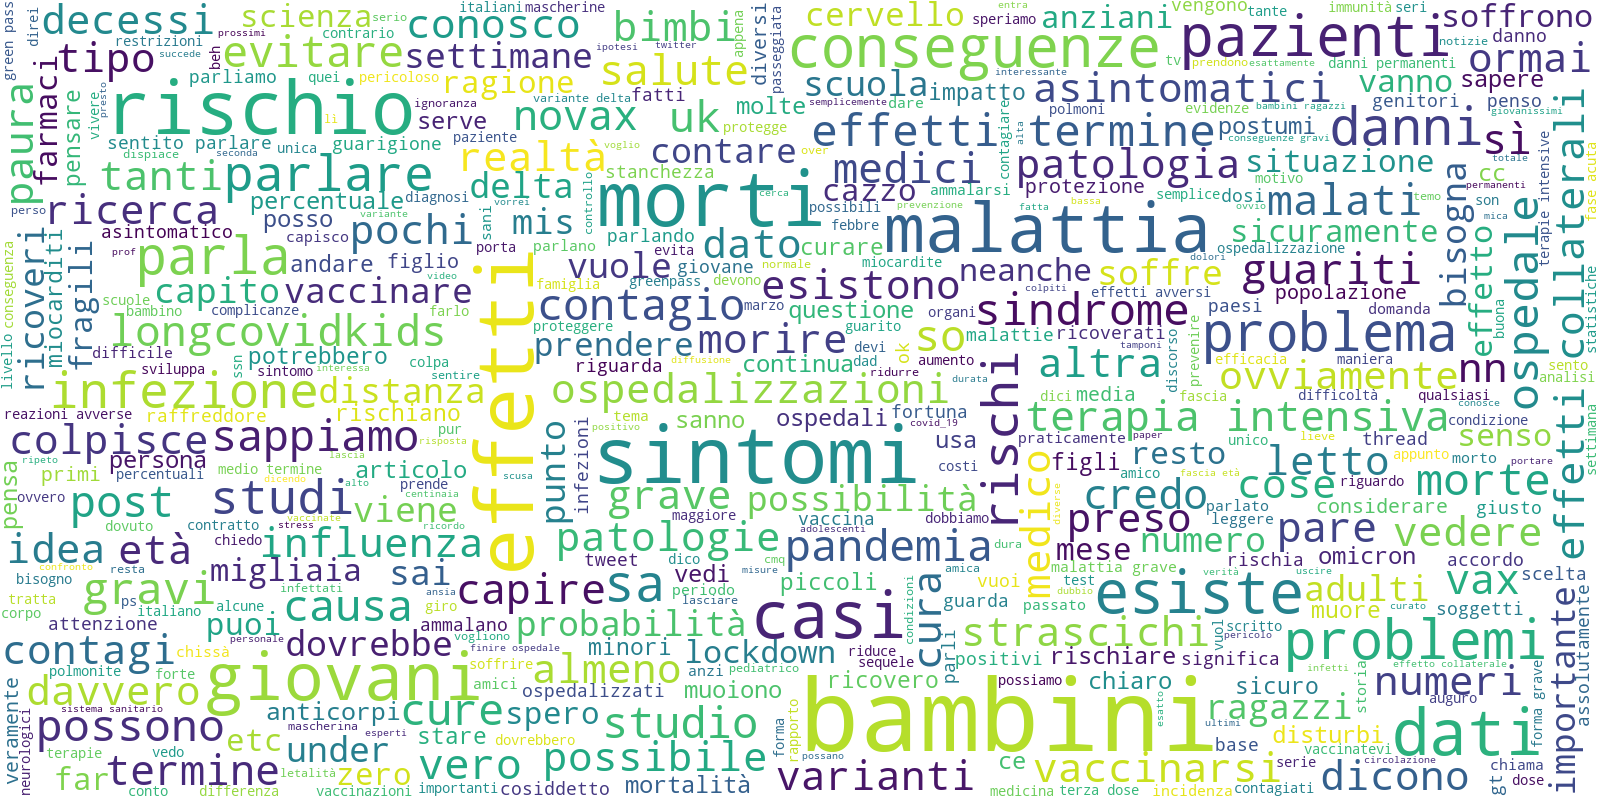 green pass
direi
decessi
restrizioni
serio
scienza
contrario
succede
prossimi
beh
italiani
mascherine
conosco
ipotesi
twitter
bimbi
appena
diversi
passeggiata
entra
cervello
speriamo
anziani
vengono
tante
immunità
seri
soffrono
notizie
danno
tipo
evitare
settimane
conseguenze
pazienti
ormai
paura
farmaci
pensare
vivere
presto
parliamo
quei
pericoloso
ragione
salute
tv
prendono
esattamente
danni permanenti
interessante
scuola
impatto
asintomatici
vanno
sapere
rischio
ignoranza
serve
variante delta
fatti
novax
uk
molte
protegge
semplicemente
dare
polmoni
evidenze
bambini ragazzi
genitori
penso
giovanissimi
li
sentito parlare
unica
guarigione
paziente
effetti
contagiare
alta
termine
postumi
conseguenze gravi
danni
sì
effetti collaterali
dispiace
seconda
realtà
voglio
contare
over
medici
patologia
situazione
verità
totale
tanti
parlare
delta
stanchezza
cazzo
ammalarsi
protezione
motivo
cc
permanenti
terapie intensive
fase acuta
perso
ricerca
percentuale
diagnosi
sani
vorrei
controllo
morti
cerca
possibili
prevenzione
febbre
semplice
dosi
fatta
bassa
ovvio
malati
temo
son
mica
bisogna
asintomatico
posso
variante
capisco
pochi
mis
parlando
dato
curare
malattia
sicuramente
ospedale
ricoveri
miocarditi
fragili
prof
parla
porta
parlano
evita
miocardite
dolori
ospedalizzazione
andare
figlio
video
vuole
giovane
normale
neanche
soffre
guariti
effetto
buona
statistiche
capito
vaccinare
famiglia
greenpass
devono
esistono
colpiti
effetti avversi
popolazione
scuole
bambino
complicanze
farlo
contagio
marzo
questione
organi
sindrome
paesi
domanda
livello conseguenza
longcovidkids
proteggere
prendere
morire
guarito
so
malattie
ricoverati
problema
difficile
sviluppa
ssn
potrebbero
colpa
devi
ok
tamponi
discorso
prevenire
sintomo
interessa
sentire
riguarda
diffusione
continua
dad
aumento
ridurre
durata
altra
efficacia
maniera
sento
analisi
infezione
distanza
ospedalizzazioni
rischi
dici
media
fascia
ovviamente
nn
difficoltà
qualsiasi
conosce
reazioni avverse
raffreddore
rischiano
tema
positivo
sanno
ospedali
fortuna
covid_19
terapia intensiva
condizione
settimana
colpisce
sappiamo
pur
risposta
punto
infezioni
sintomi
usa
costi
praticamente
paper
unico
lieve
thread
appunto
senso
ripeto
persona
lascia
medico
figli
resto
letto
morto
portare
pensa
primi
percentuali
medio termine
dicendo
articolo
amico
fascia età
riguardo
morte
ovvero
alto
prende
centinaia
scusa
grave
possibilità
credo
cose
post
studi
viene
maggiore
vaccina
dobbiamo
diverse
parlato
leggere
considerare
giusto
dovuto
contratto
vaccinate
stress
ricordo
adolescenti
preso
pare
vedere
idea
età
chiedo
influenza
patologie
pandemia
dura
mese
numero
rischia
omicron
accordo
confronto
resta
tweet
dico
cmq
misure
amica
malattia grave
uscire
bisogno
migliaia
infettati
sai
ansia
capire
sa
vedi
periodo
lasciare
piccoli
condizioni
cura
vuoi
test
dubbio
adulti
vax
scelta
tratta
corpo
gravi
ps
italiano
alcune
causa
giro
guarda
passato
esiste
muore
curato
soggetti
attenzione
puoi
ammalano
probabilità
casi
vuol
scritto
pericolo
importante
assolutamente
contagi
chissà
personale
dovrebbe
vogliono
finire ospedale
minori
lockdown
riduce
parli
strascichi
problemi
polmonite
forte
giovani
soffrire
almeno
anzi
sequele
pediatrico
positivi
rischiare
significa
infetti
effetto collaterale
davvero
amici
ospedalizzati
muoiono
ricovero
possiamo
chiaro
sicuro
storia
numeri
auguro
forma grave
veramente
neurologici
sistema sanitario
anticorpi
cure
spero
studio
rapporto
forma
bambini
esatto
ragazzi
possono
etc
mascherina
esperti
stare
dovrebbero
possano
ultimi
base
disturbi
dati
terapie
vedo
under
vero
possibile
ce
serie
vaccinatevi
circolazione
chiama
far
termine
letalità
zero
varianti
vaccinarsi
dicono
gt
conto
differenza
vaccinazioni
importanti
cosiddetto
mortalità
medicina
terza dose
incidenza
contagiati
dose